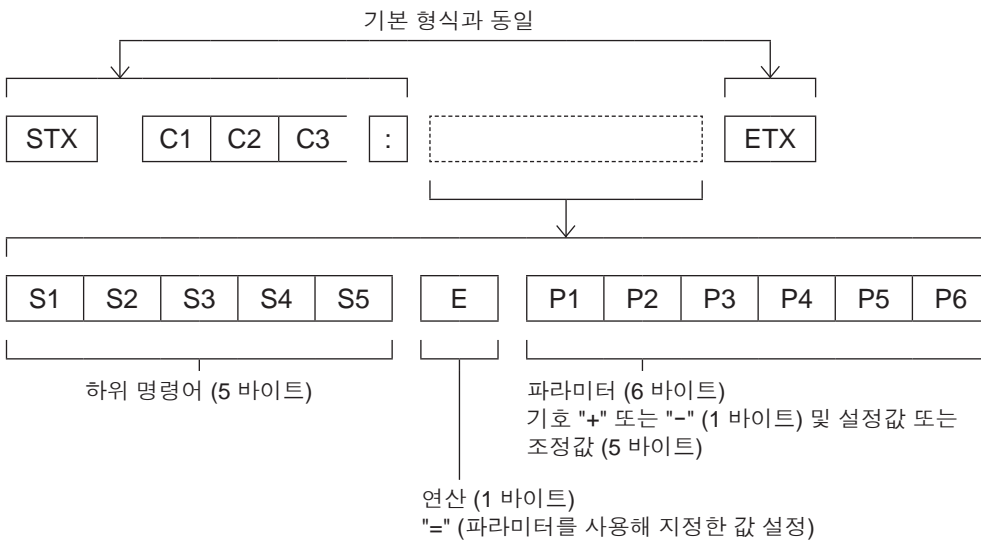 기본 형식과 동일
STX C1 C2 C3 : ETX
S1 S2 S3 S4 S5 E P1 P2 P3 P4 P5 P6
하위 명령어 (5 바이트)
파라미터 (6 바이트)
기호 "+" 또는 "−" (1 바이트) 및 설정값 또는
조정값 (5 바이트)
연산 (1 바이트)
"=" (파라미터를 사용해 지정한 값 설정)